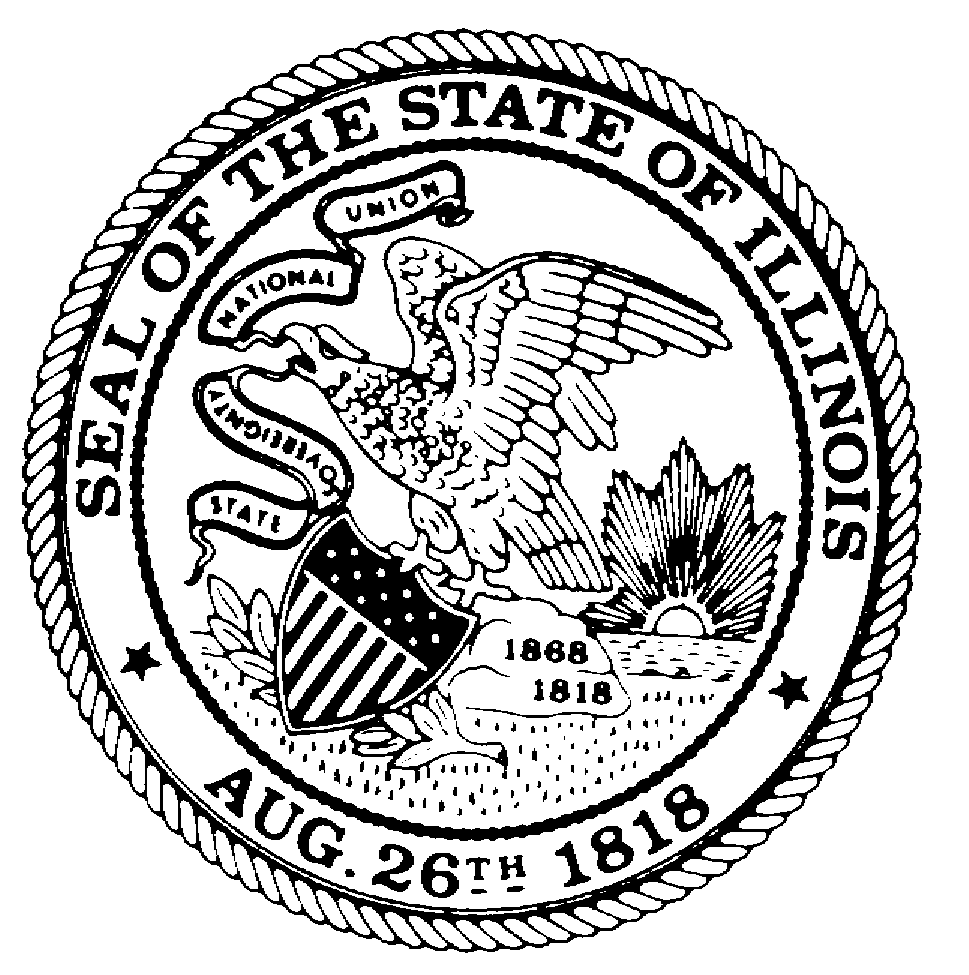 SEAL OF THE STATE OF ILLINOIS
UNION
NATIONAL
SOVEREIGNTY
STATE
1868
1818
AUG. 26TH 1818